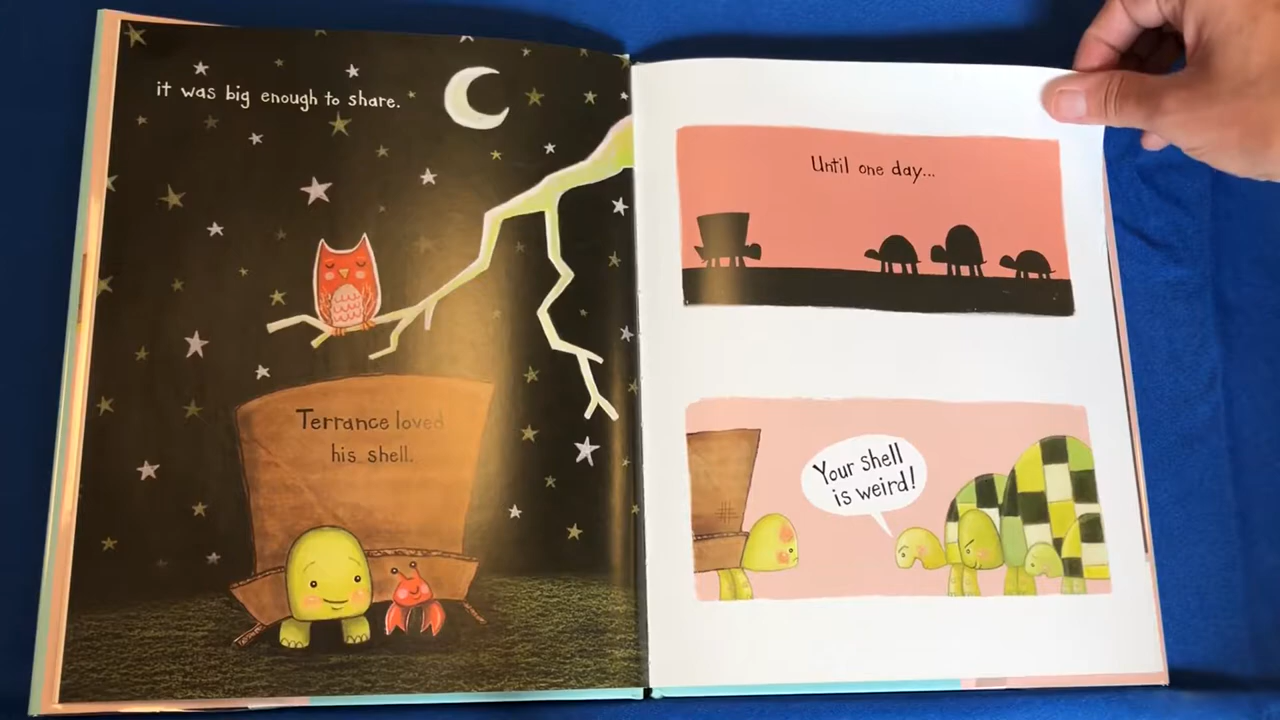 it was big enough to share.
Terrance loved
his shell.
Until one day...
Your shell
is weird!